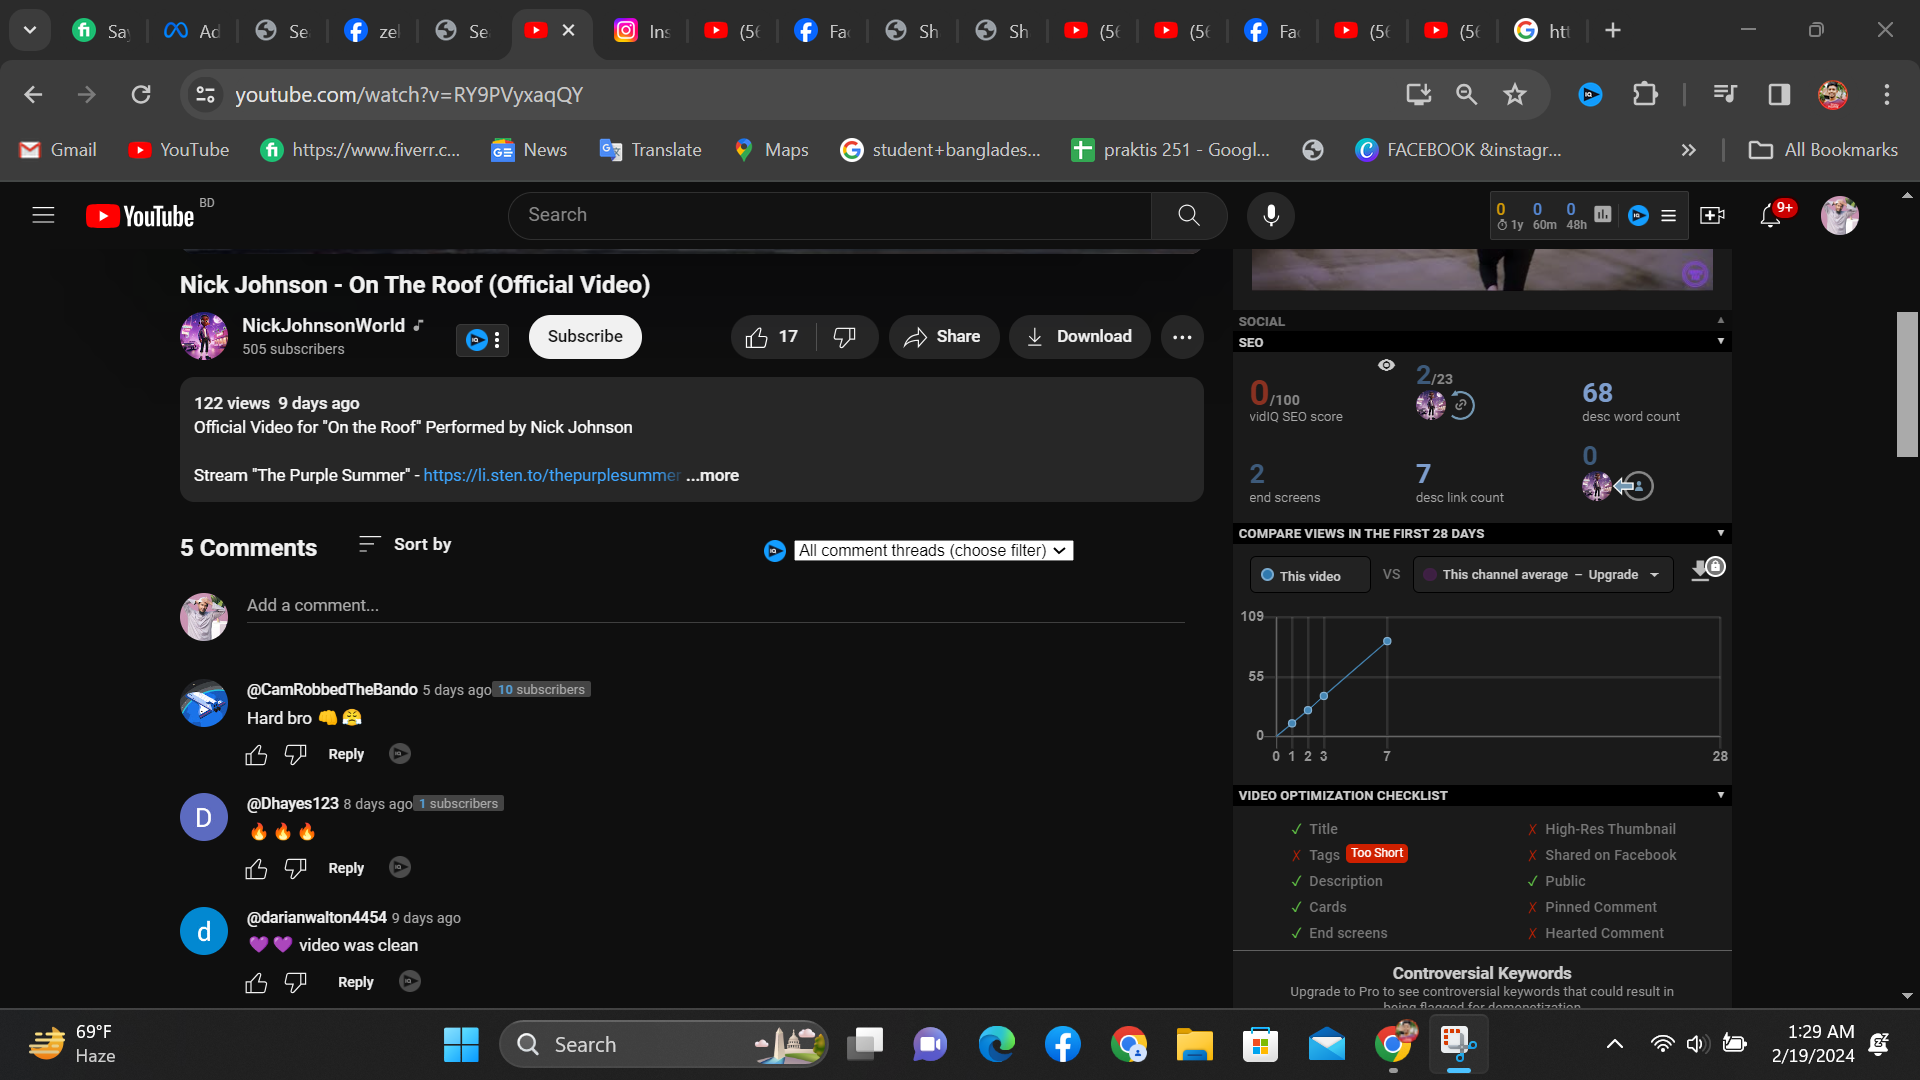 Say
Ad
Se
zel
Se
Ins
(56
Fac
Sh
Sh
(56
(56
Fac
(56
(56
htt
youtube.com/watch?v=RY9PVyxaqQY
Gmail
YouTube
https://www.fiverr.c...
News
Translate
Maps
student+banglades...
praktis 251 - Googl...
FACEBOOK &instagr...
All Bookmarks
YouTube BD
Search
0 0 0
1y 60m 48h
9+
Nick Johnson - On The Roof (Official Video)
NickJohnsonWorld
505 subscribers
Subscribe
17
Share
Download
122 views 9 days ago
Official Video for "On the Roof" Performed by Nick Johnson
Stream "The Purple Summer" - https://li.sten.to/thepurplesummer ...more
5 Comments
Sort by
All comment threads (choose filter)
Add a comment...
@CamRobbedTheBando 5 days ago 10 subscribers
Hard bro 👊😤
Reply
D
@Dhayes123 8 days ago 1 subscribers
🔥🔥🔥
Reply
d
@darianwalton4454 9 days ago
💜💜 video was clean
Reply
SOCIAL
SEO
0/100
vidIQ SEO score
2/23
68
desc word count
2
end screens
7
desc link count
0
COMPARE VIEWS IN THE FIRST 28 DAYS
This video
VS
This channel average – Upgrade
109
55
0
0 1 2 3 7 28
VIDEO OPTIMIZATION CHECKLIST
✓ Title
✗ High-Res Thumbnail
✗ Tags Too Short
✗ Shared on Facebook
✓ Description
✓ Public
✓ Cards
✗ Pinned Comment
✓ End screens
✗ Hearted Comment
Controversial Keywords
Upgrade to Pro to see controversial keywords that could result in
being flagged for demonetization
69°F
Haze
Search
1:29 AM
2/19/2024